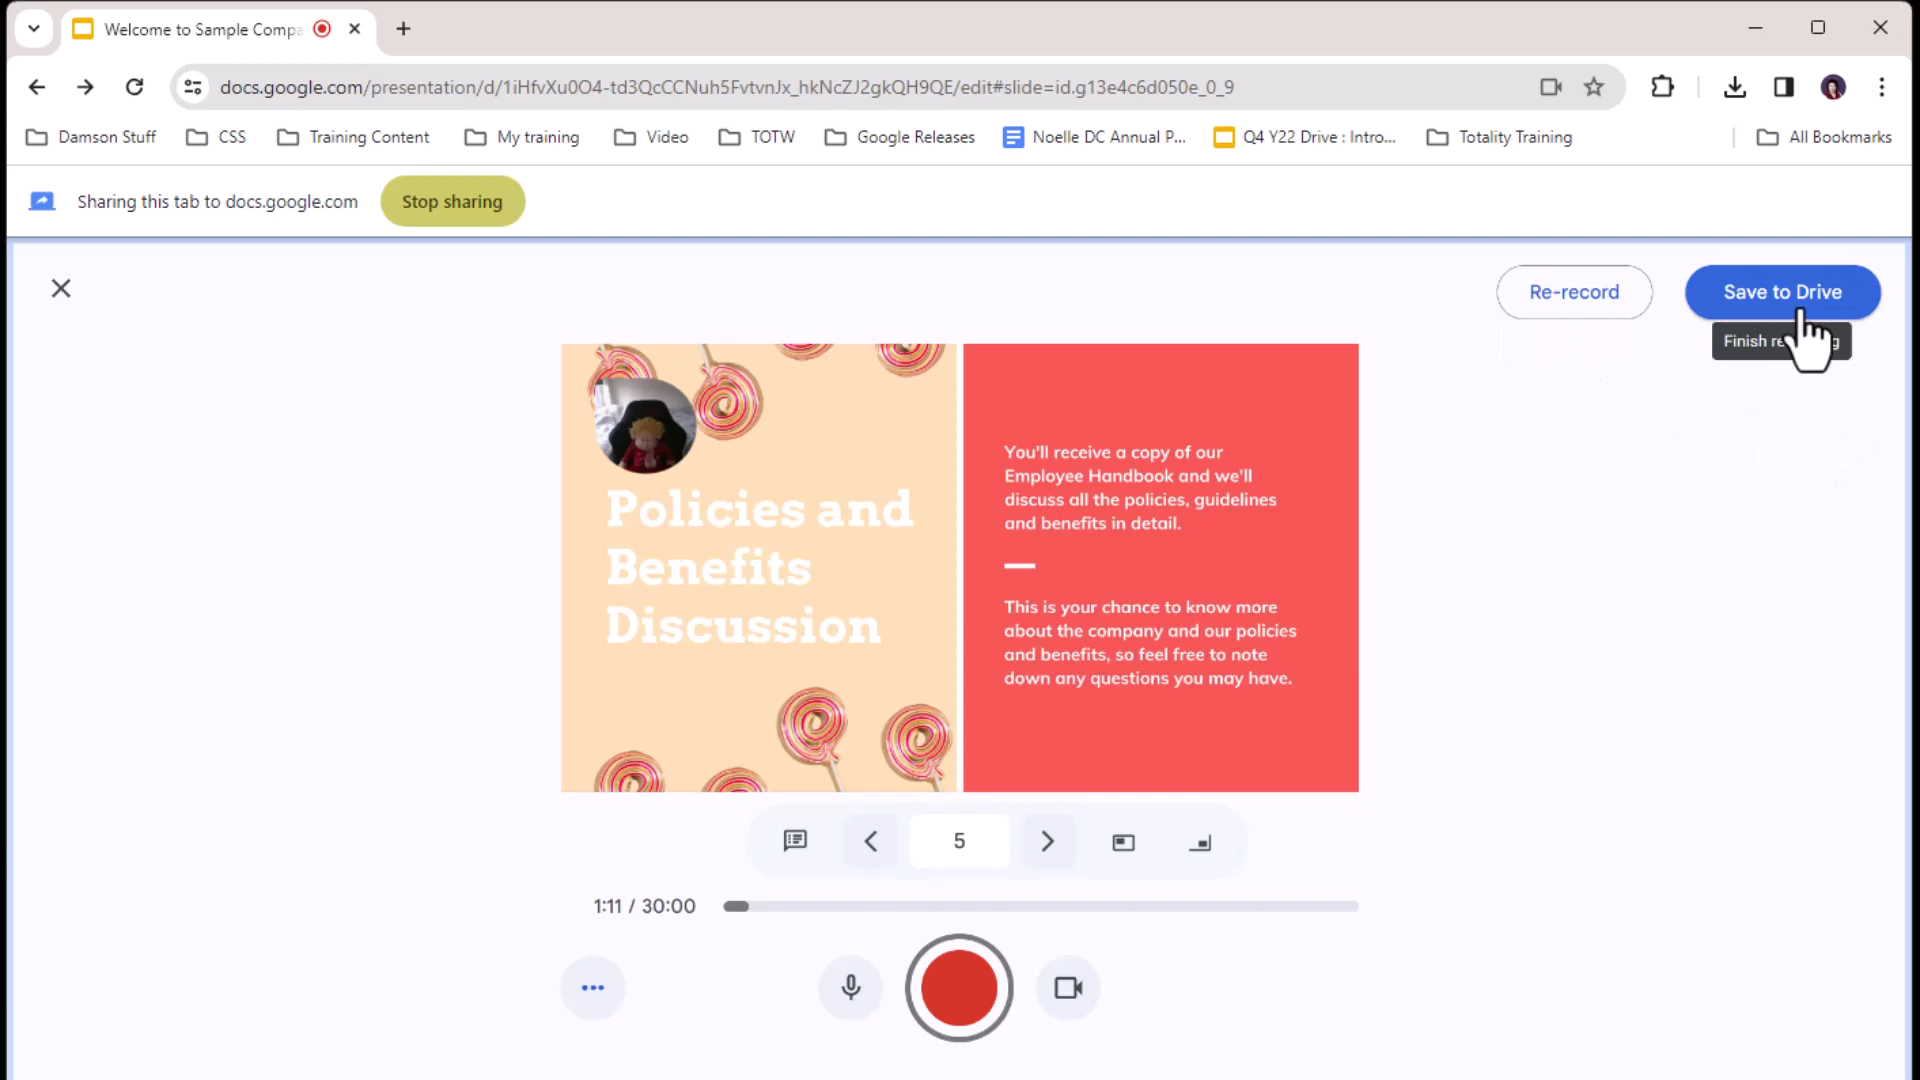 Welcome to Sample Compa
docs.google.com/presentation/d/1iHfvXu0O4-td3QcCCNuh5FvtvnJx_hkNcZJ2gkQH9QE/edit#slide=id.g13e4c6d050e_0_9
Damson Stuff
CSS
Training Content
My training
Video
TOTW
Google Releases
Noelle DC Annual P...
Q4 Y22 Drive : Intro...
Totality Training
All Bookmarks
Sharing this tab to docs.google.com
Stop sharing
Re-record
Save to Drive
Finish
Policies and
Benefits
Discussion
You'll receive a copy of our
Employee Handbook and we'll
discuss all the policies, guidelines
and benefits in detail.
This is your chance to know more
about the company and our policies
and benefits, so feel free to note
down any questions you may have.
5
1:11 / 30:00